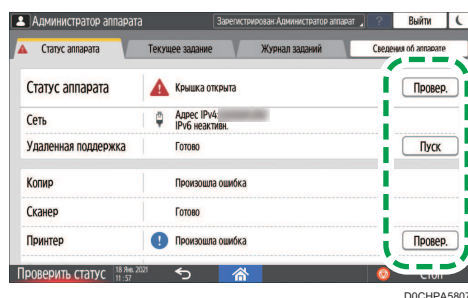 Администратор аппарата
Зарегистрирован:Администратор аппарат
?
Выйти
Статус аппарата
Текущее задание
Журнал заданий
Сведения об аппарате
Статус аппарата
Крышка открыта
Провер.
Сеть
Адрес IPv4:
IPv6 неактивн.
Удаленная поддержка
Готово
Пуск
Копир
Произошла ошибка
Сканер
Готово
Принтер
Произошла ошибка
Провер.
Проверить статус
18 Янв. 2021
11:57
Стоп
D0CHPA5807